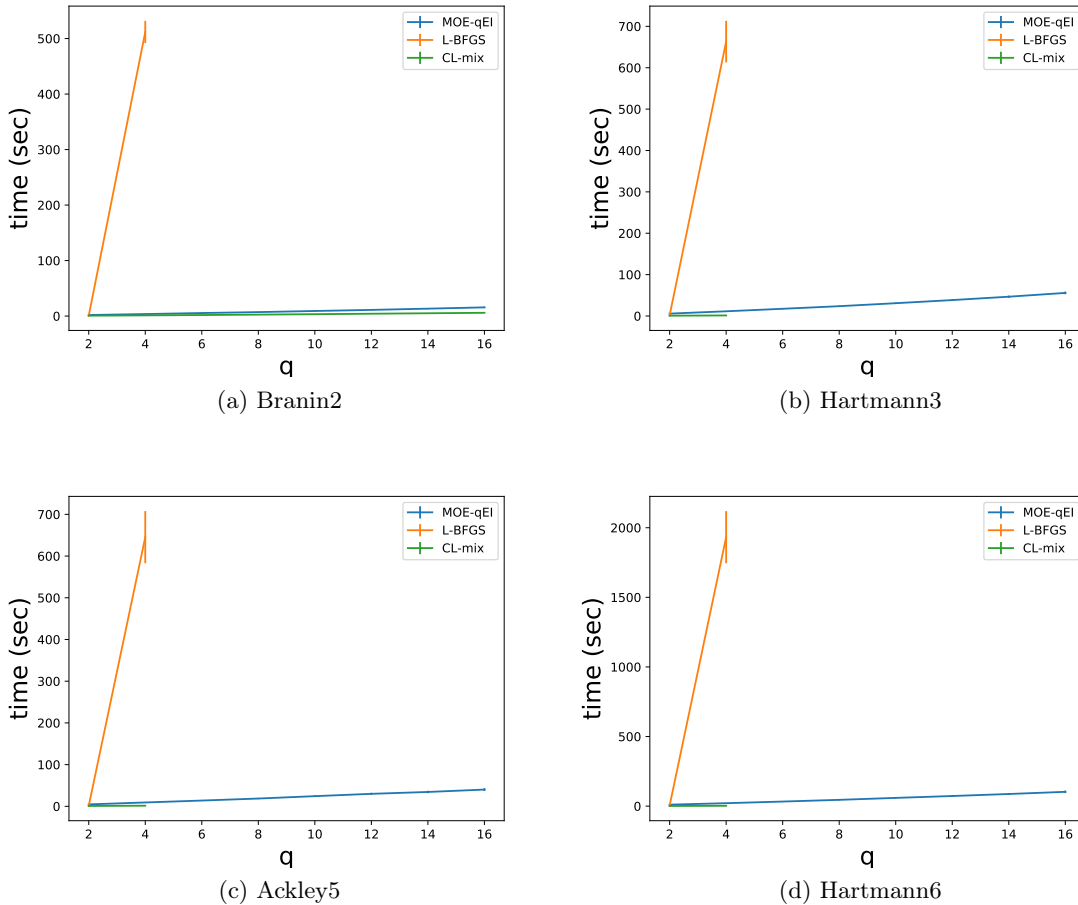 MOE-qEI
L-BFGS
CL-mix
500
400
300
200
100
0
time (sec)
2 4 6 8 10 12 14 16
q
(a) Branin2
MOE-qEI
L-BFGS
CL-mix
700
600
500
400
300
200
100
0
time (sec)
2 4 6 8 10 12 14 16
q
(b) Hartmann3
MOE-qEI
L-BFGS
CL-mix
700
600
500
400
300
200
100
0
time (sec)
2 4 6 8 10 12 14 16
q
(c) Ackley5
MOE-qEI
L-BFGS
CL-mix
2000
1500
1000
500
0
time (sec)
2 4 6 8 10 12 14 16
q
(d) Hartmann6